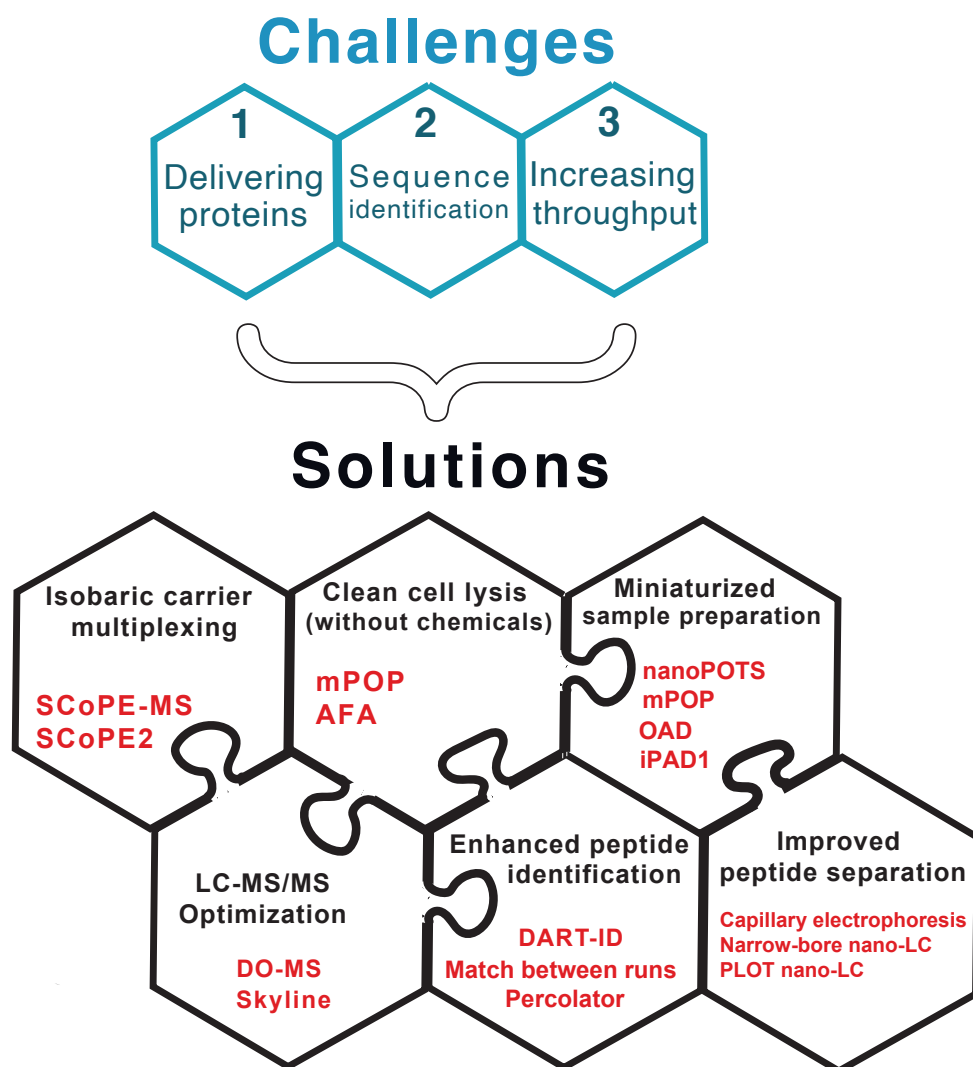 Challenges
1
Delivering
proteins
2
Sequence
identification
3
Increasing
throughput
Solutions
Isobaric carrier
multiplexing
SCoPE-MS
SCoPE2
Clean cell lysis
(without chemicals)
mPOP
AFA
Miniaturized
sample preparation
nanoPOTS
mPOP
OAD
iPAD1
LC-MS/MS
Optimization
DO-MS
Skyline
Enhanced peptide
identification
DART-ID
Match between runs
Percolator
Improved
peptide separation
Capillary electrophoresis
Narrow-bore nano-LC
PLOT nano-LC